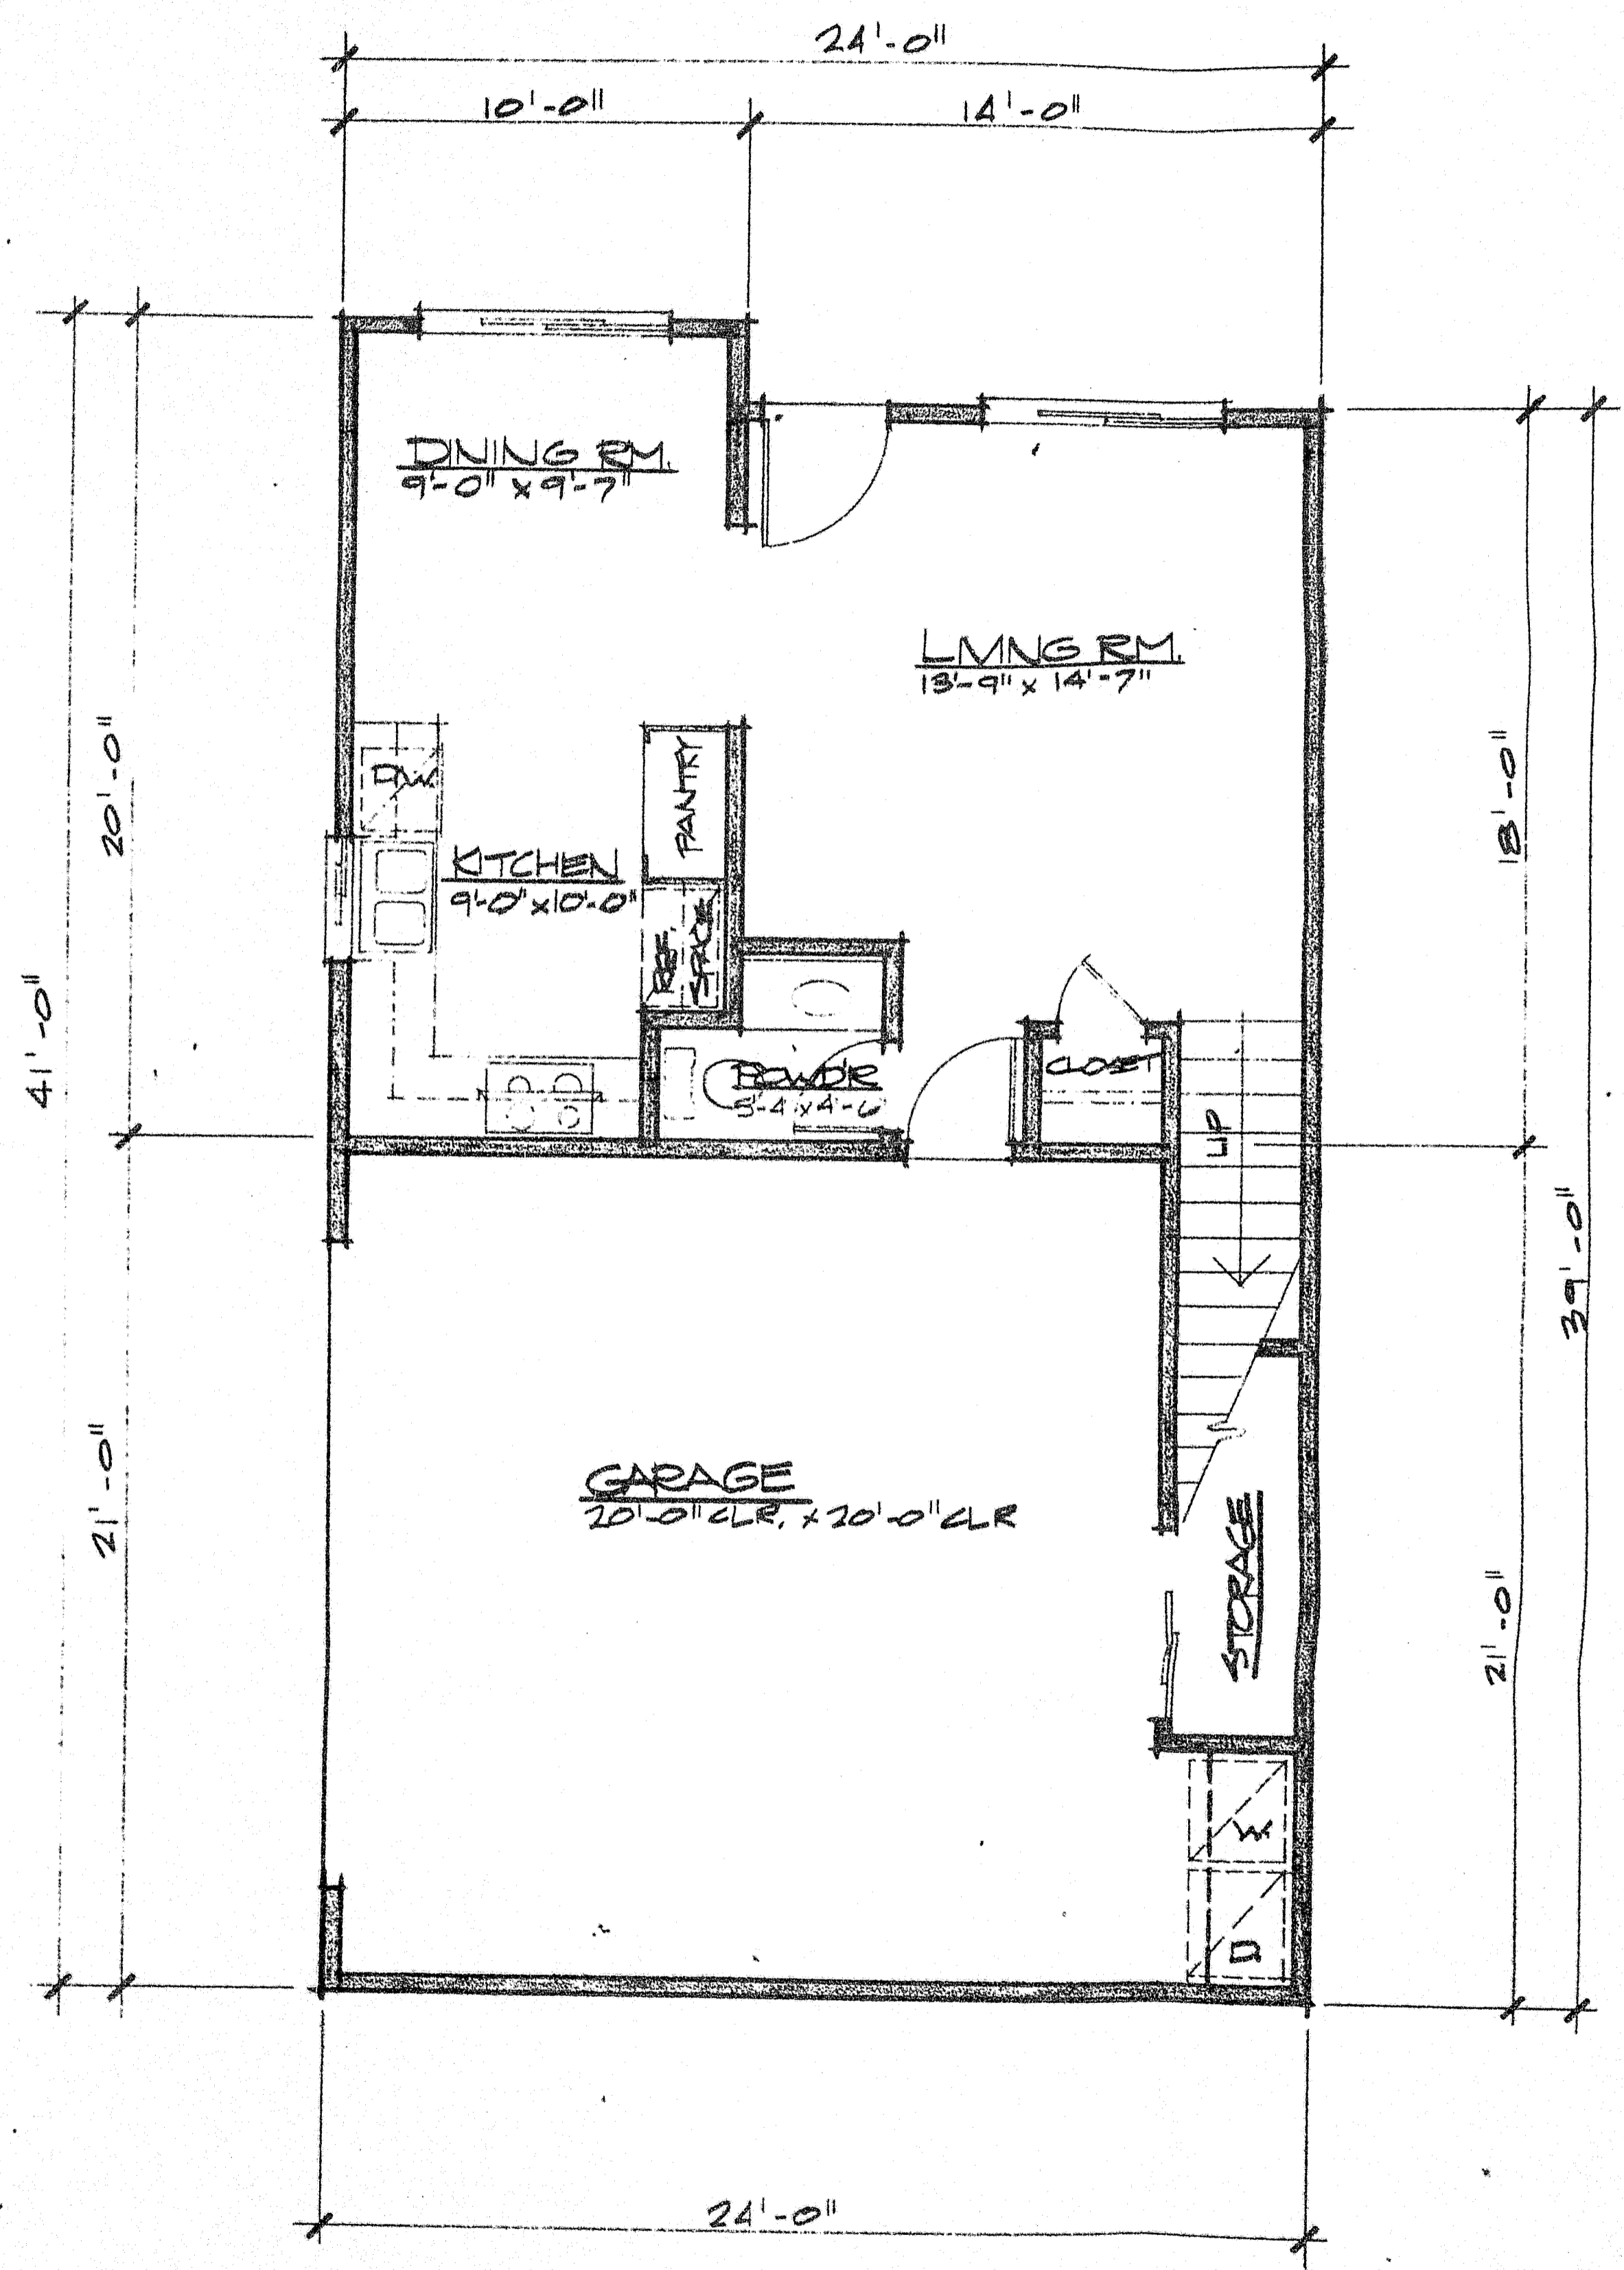 24'-0"
10'-0"
14'-0"
DINING RM.
9'-0" x 9'-7"
LIVING RM.
13'-9" x 14'-7"
20'-0"
18'-0"
DW
PANTRY
KITCHEN
9'-0" x 10'-0"
REF.
SPACE
41'-0"
POWD'R
5'-4 x 4'-6
CLOSET
UP
39'-0"
21'-0"
GARAGE
20'-0" CLR. x 20'-0" CLR
STORAGE
21'-0"
W
D
24'-0"